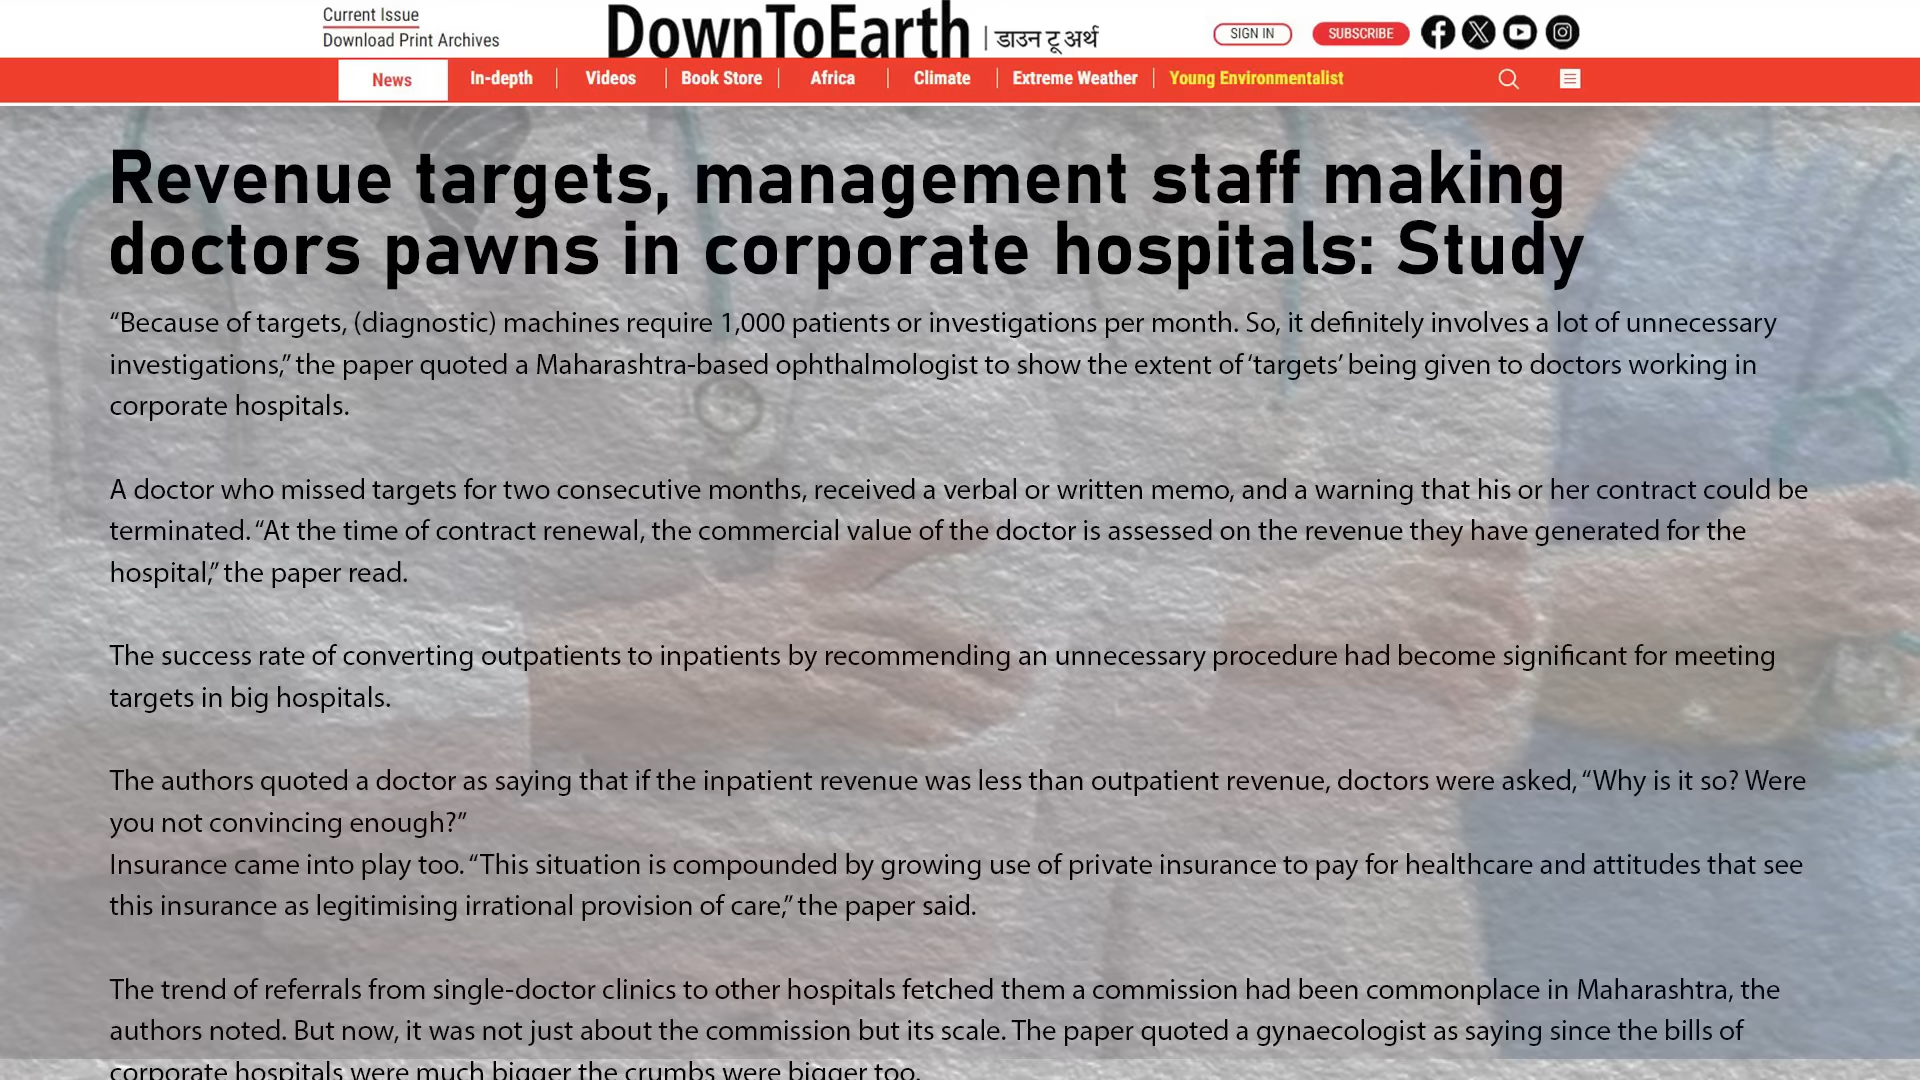 Current Issue
Download Print Archives
DownToEarth | डाउन टू अर्थ
SIGN IN
SUBSCRIBE
News
In-depth
Videos
Book Store
Africa
Climate
Extreme Weather
Young Environmentalist
Revenue targets, management staff making
doctors pawns in corporate hospitals: Study
“Because of targets, (diagnostic) machines require 1,000 patients or investigations per month. So, it definitely involves a lot of unnecessary
investigations,” the paper quoted a Maharashtra-based ophthalmologist to show the extent of ‘targets’ being given to doctors working in
corporate hospitals.
A doctor who missed targets for two consecutive months, received a verbal or written memo, and a warning that his or her contract could be
terminated. “At the time of contract renewal, the commercial value of the doctor is assessed on the revenue they have generated for the
hospital,” the paper read.
The success rate of converting outpatients to inpatients by recommending an unnecessary procedure had become significant for meeting
targets in big hospitals.
The authors quoted a doctor as saying that if the inpatient revenue was less than outpatient revenue, doctors were asked, “Why is it so? Were
you not convincing enough?”
Insurance came into play too. “This situation is compounded by growing use of private insurance to pay for healthcare and attitudes that see
this insurance as legitimising irrational provision of care,” the paper said.
The trend of referrals from single-doctor clinics to other hospitals fetched them a commission had been commonplace in Maharashtra, the
authors noted. But now, it was not just about the commission but its scale. The paper quoted a gynaecologist as saying since the bills of
corporate hospitals were much bigger the crumbs were bigger too.